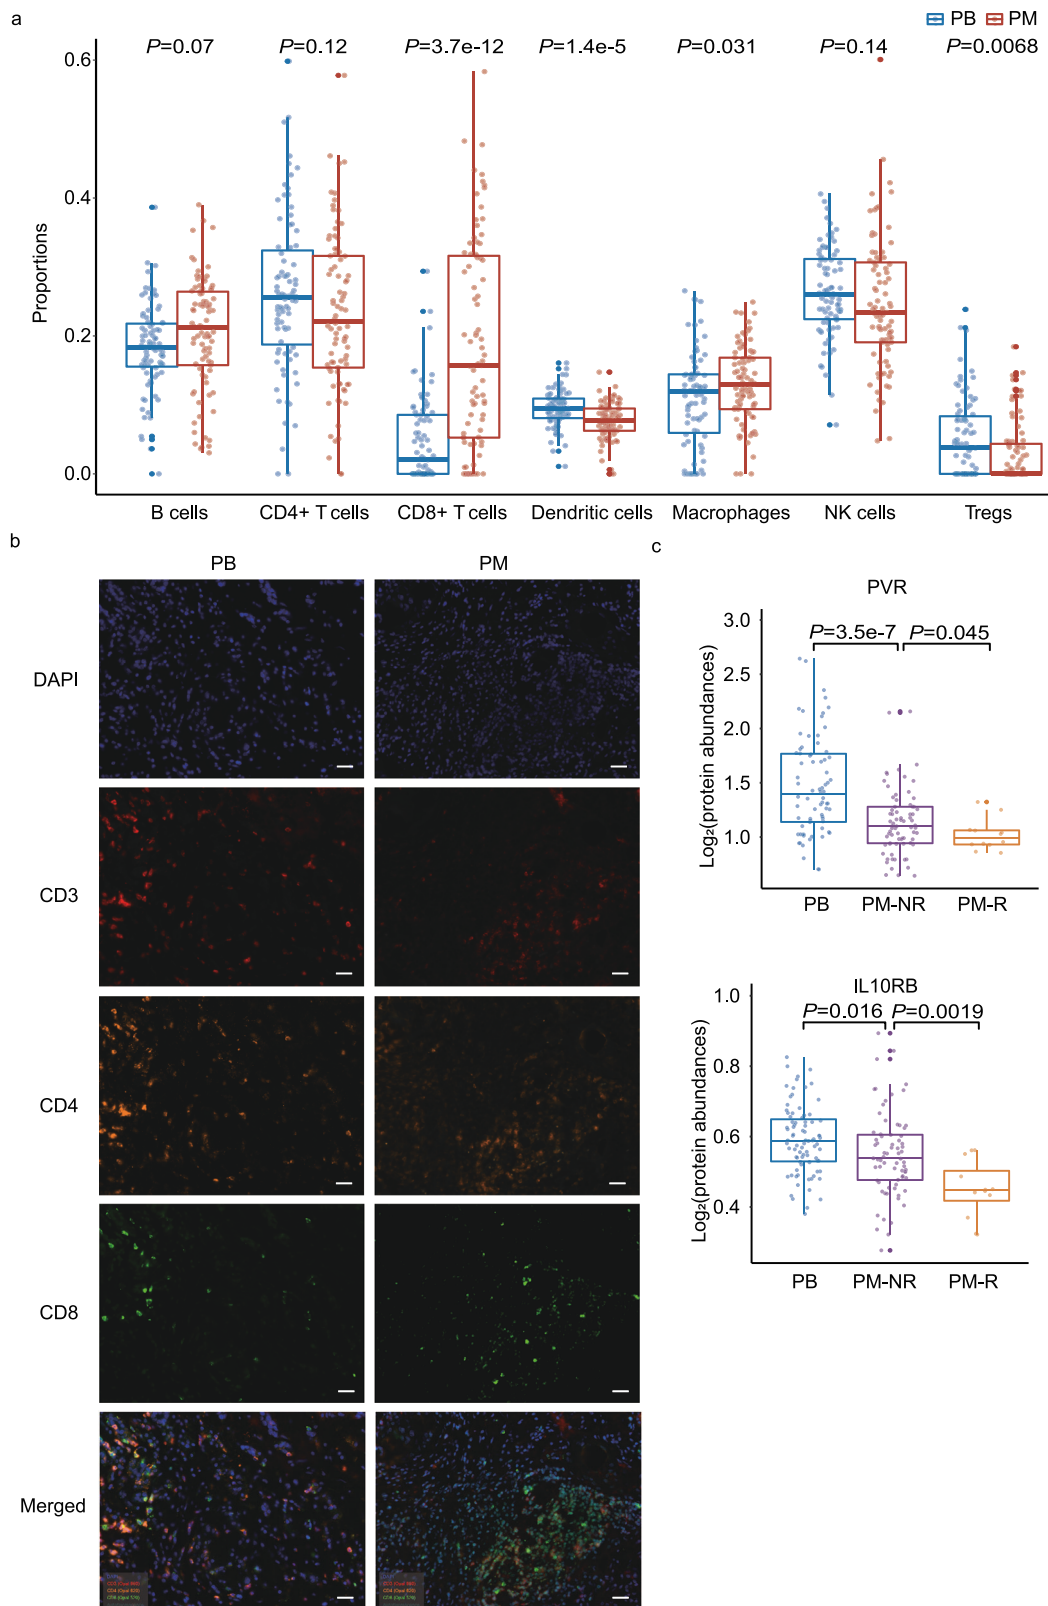 a
PB PM
P=0.07 P=0.12 P=3.7e-12 P=1.4e-5 P=0.031 P=0.14 P=0.0068
Proportions
0.6
0.4
0.2
0.0
B cells CD4+ T cells CD8+ T cells Dendritic cells Macrophages NK cells Tregs
b
PB PM
DAPI
CD3
CD4
CD8
Merged
c
PVR
P=3.5e-7 P=0.045
Log₂(protein abundances)
3.0
2.5
2.0
1.5
1.0
PB PM-NR PM-R
IL10RB
P=0.016 P=0.0019
Log₂(protein abundances)
1.0
0.8
0.6
0.4
PB PM-NR PM-R